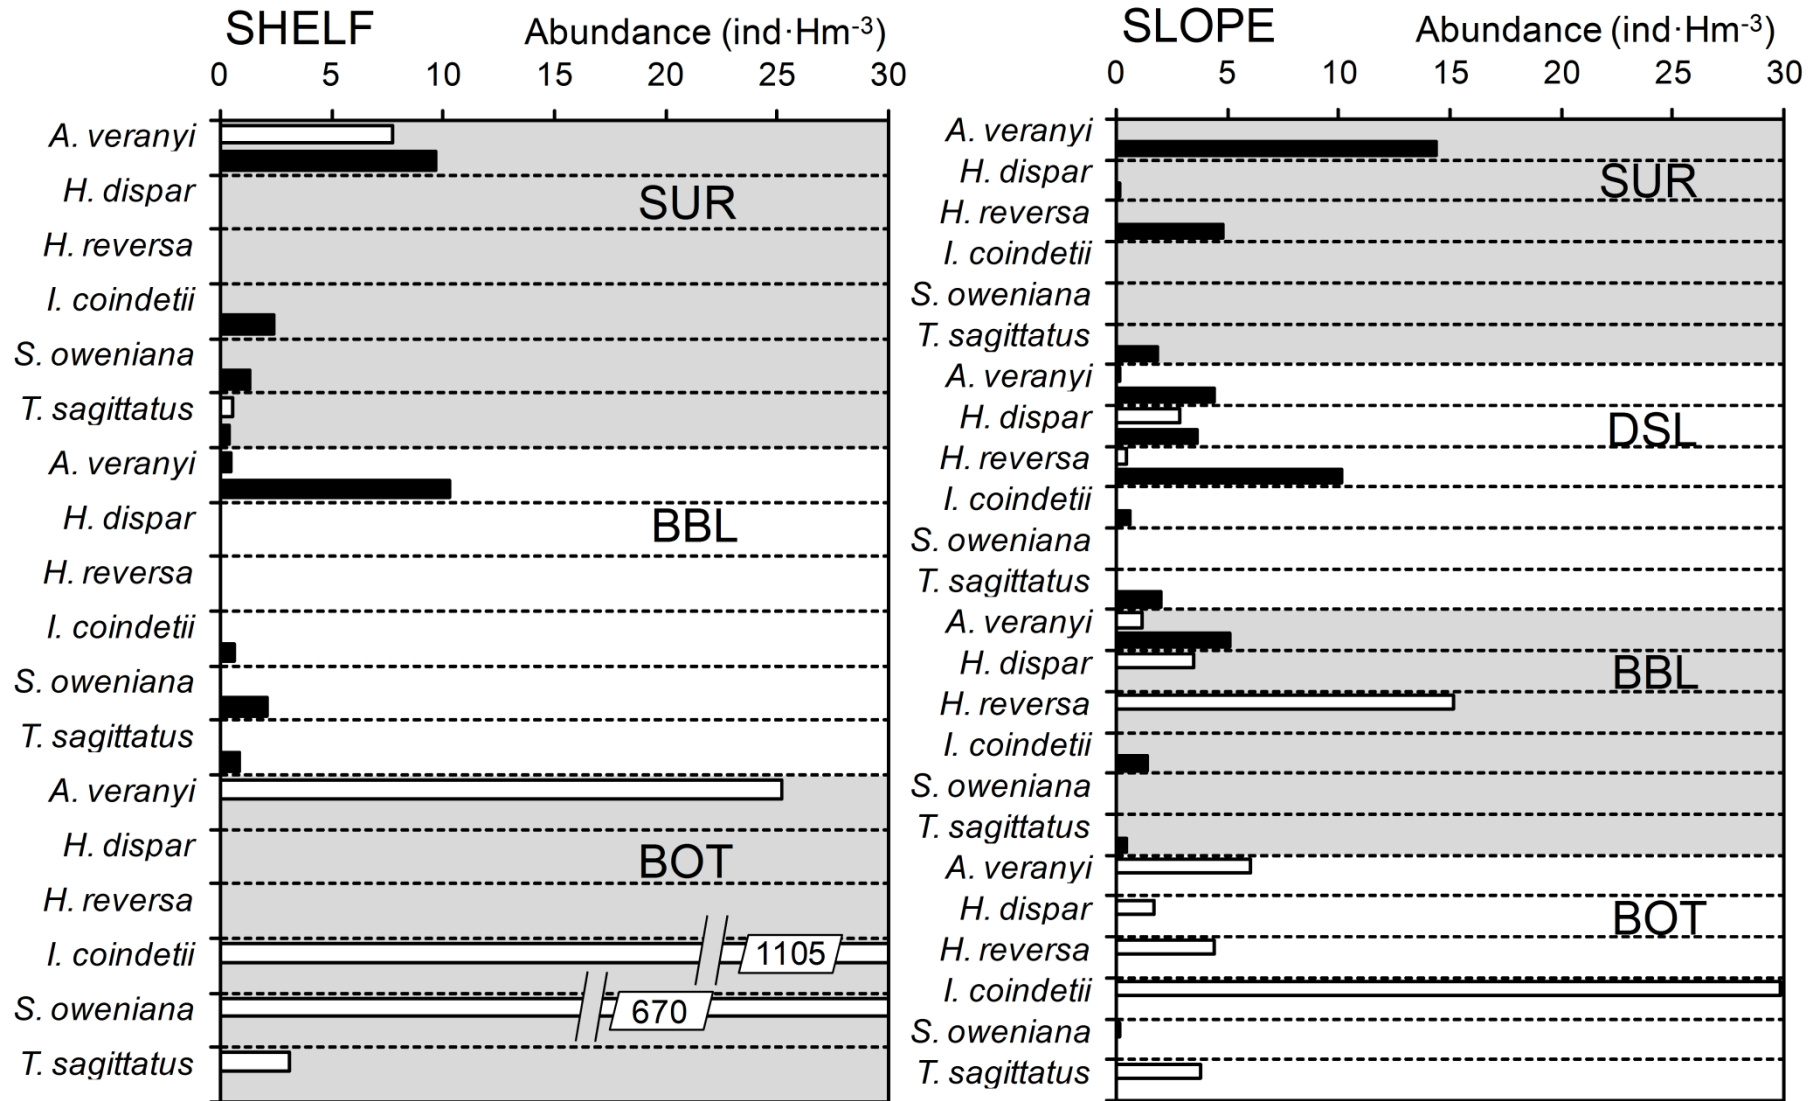 SHELF Abundance (ind·Hm⁻³)
0 5 10 15 20 25 30
A. veranyi
H. dispar
SUR
H. reversa
I. coindetii
S. oweniana
T. sagittatus
A. veranyi
H. dispar
BBL
H. reversa
I. coindetii
S. oweniana
T. sagittatus
A. veranyi
H. dispar
BOT
H. reversa
I. coindetii
1105
S. oweniana
670
T. sagittatus
SLOPE Abundance (ind·Hm⁻³)
0 5 10 15 20 25 30
A. veranyi
H. dispar
SUR
H. reversa
I. coindetii
S. oweniana
T. sagittatus
A. veranyi
H. dispar
DSL
H. reversa
I. coindetii
S. oweniana
T. sagittatus
A. veranyi
H. dispar
BBL
H. reversa
I. coindetii
S. oweniana
T. sagittatus
A. veranyi
H. dispar
BOT
H. reversa
I. coindetii
S. oweniana
T. sagittatus